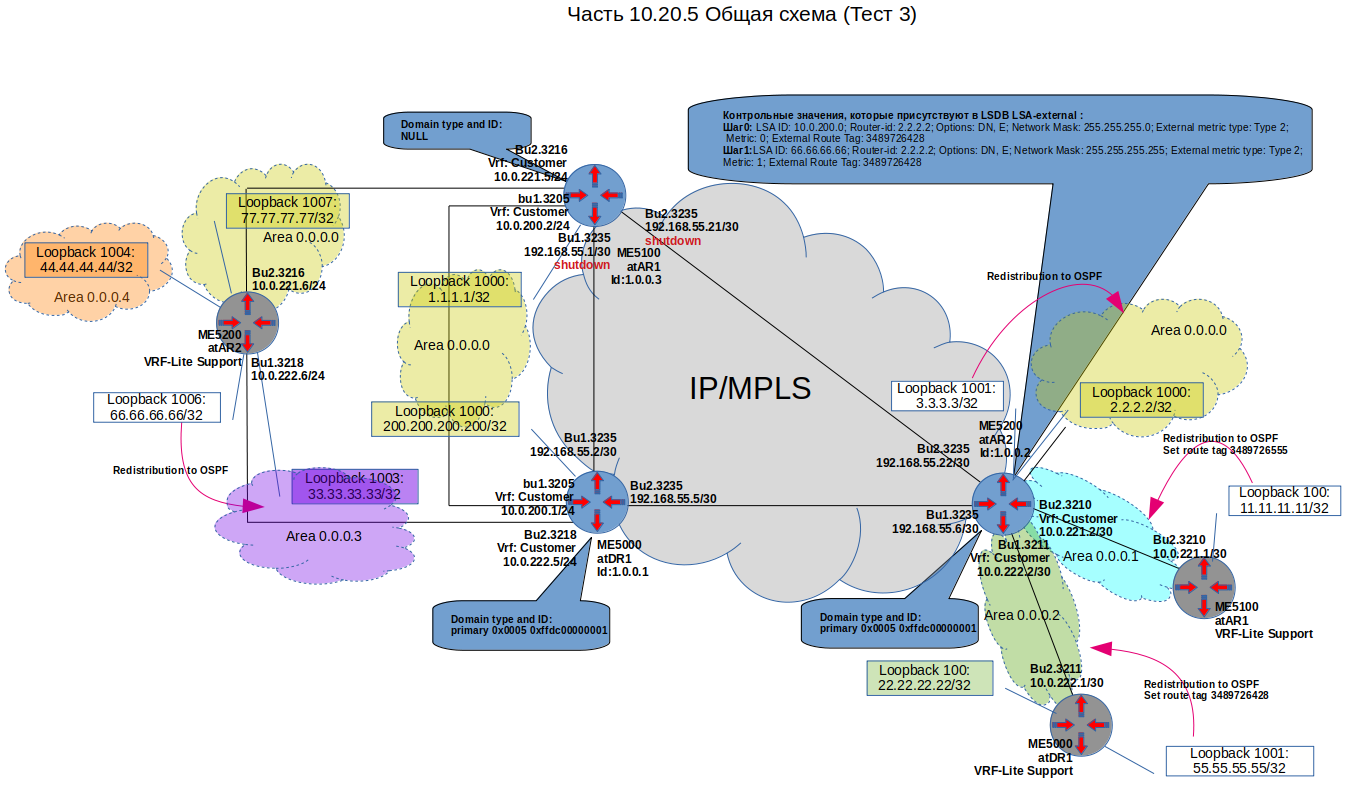 Часть 10.20.5 Общая схема (Тест 3)
Domain type and ID:
NULL
Контрольные значения, которые присутствуют в LSDB LSA-external :
Шаг0: LSA ID: 10.0.200.0; Router-id: 2.2.2.2; Options: DN, E; Network Mask: 255.255.255.0; External metric type: Type 2;
Metric: 0; External Route Tag: 3489726428
Шаг1:LSA ID: 66.66.66.66; Router-id: 2.2.2.2; Options: DN, E; Network Mask: 255.255.255.255; External metric type: Type 2;
Metric: 1; External Route Tag: 3489726428
Bu2.3216
Vrf: Customer
10.0.221.5/24
bu1.3205
Vrf: Customer
10.0.200.2/24
Bu1.3235
192.168.55.1/30
shutdown
Bu2.3235
192.168.55.21/30
shutdown
ME5100
atAR1
Id:1.0.0.3
Loopback 1007:
77.77.77.77/32
Area 0.0.0.0
Loopback 1004:
44.44.44.44/32
Area 0.0.0.4
Bu2.3216
10.0.221.6/24
ME5200
atAR2
VRF-Lite Support
Bu1.3218
10.0.222.6/24
Loopback 1006:
66.66.66.66/32
Redistribution to OSPF
Loopback 1003:
33.33.33.33/32
Area 0.0.0.3
Loopback 1000:
1.1.1.1/32
Area 0.0.0.0
Loopback 1000:
200.200.200.200/32
IP/MPLS
Bu1.3235
192.168.55.2/30
bu1.3205
Vrf: Customer
10.0.200.1/24
Bu2.3235
192.168.55.5/30
Bu2.3218
Vrf: Customer
10.0.222.5/24
ME5000
atDR1
Id:1.0.0.1
Domain type and ID:
primary 0x0005 0xffdc00000001
Redistribution to OSPF
Area 0.0.0.0
Loopback 1001:
3.3.3.3/32
Loopback 1000:
2.2.2.2/32
ME5200
atAR2
Id:1.0.0.2
Bu2.3235
192.168.55.22/30
Bu1.3235
192.168.55.6/30
Redistribution to OSPF
Set route tag 3489726555
Loopback 100:
11.11.11.11/32
Bu2.3210
Vrf: Customer
10.0.221.2/30
Area 0.0.0.1
Bu2.3210
10.0.221.1/30
Bu1.3211
Vrf: Customer
10.0.222.2/30
ME5100
atAR1
VRF-Lite Support
Area 0.0.0.2
Domain type and ID:
primary 0x0005 0xffdc00000001
Loopback 100:
22.22.22.22/32
Bu2.3211
10.0.222.1/30
Redistribution to OSPF
Set route tag 3489726428
ME5000
atDR1
VRF-Lite Support
Loopback 1001:
55.55.55.55/32